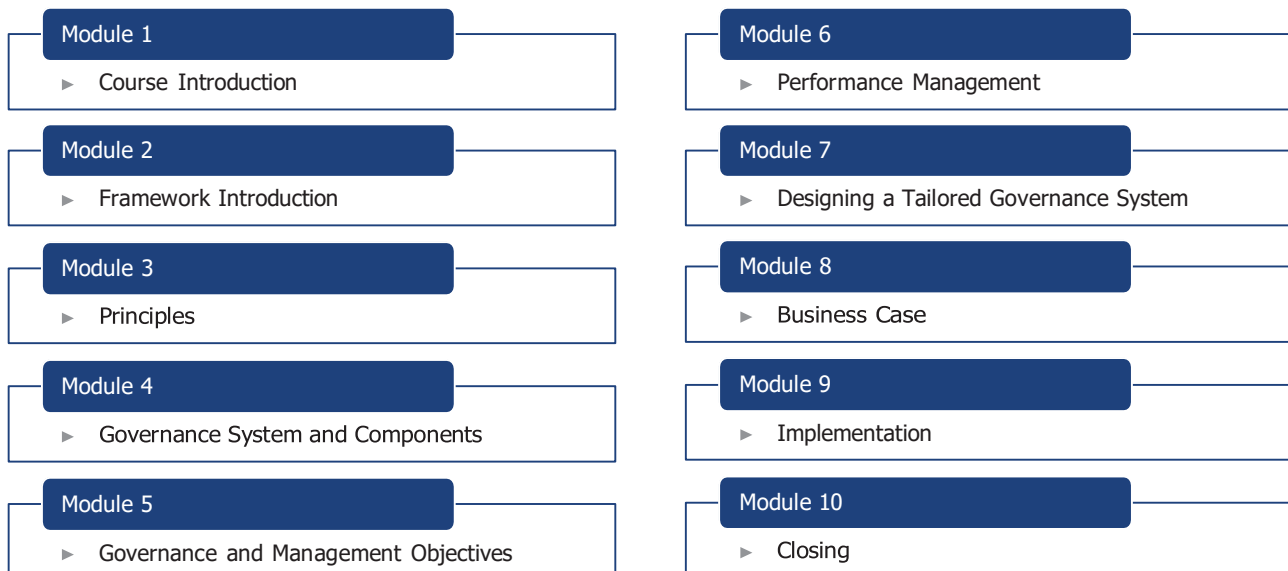 Module 1
► Course Introduction
Module 2
► Framework Introduction
Module 3
► Principles
Module 4
► Governance System and Components
Module 5
► Governance and Management Objectives
Module 6
► Performance Management
Module 7
► Designing a Tailored Governance System
Module 8
► Business Case
Module 9
► Implementation
Module 10
► Closing